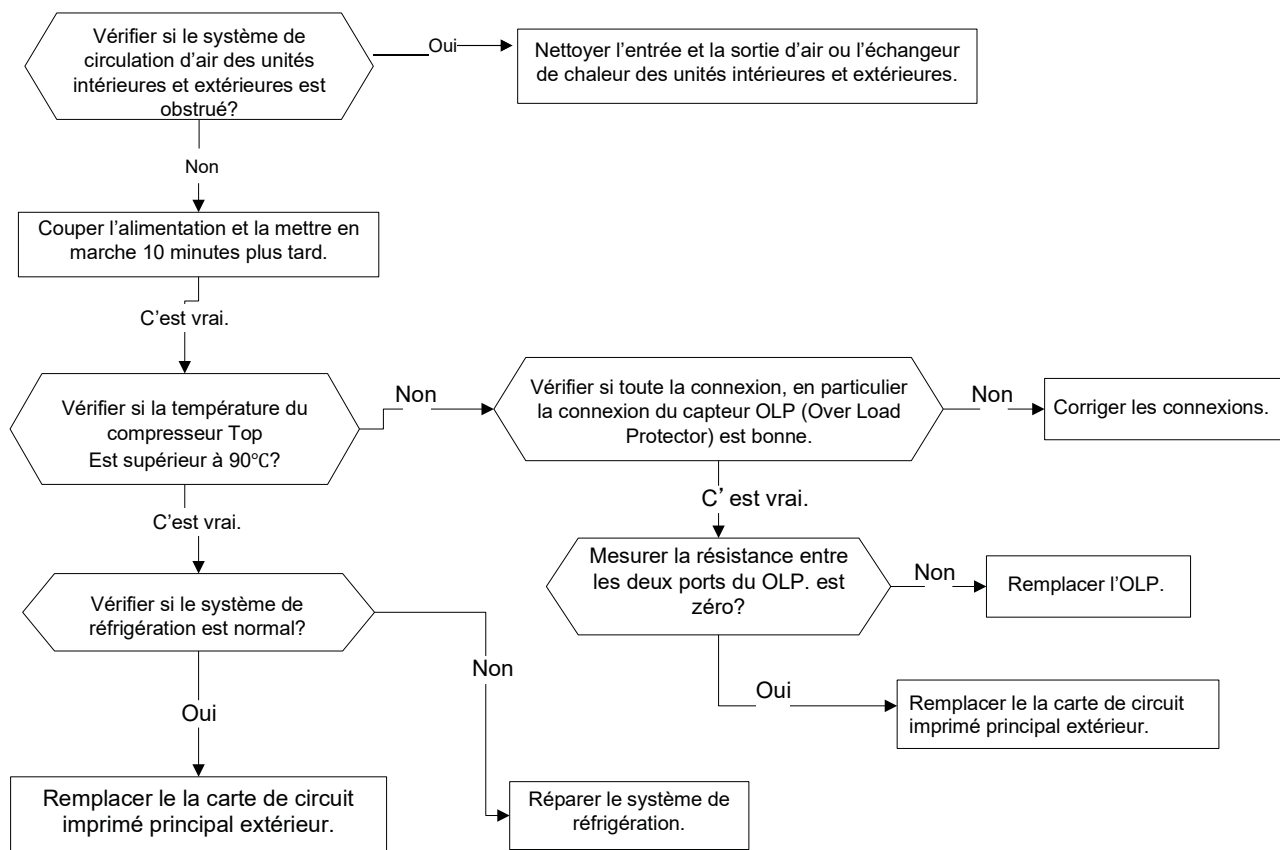 Vérifier si le système de
circulation d'air des unités
intérieures et extérieures est
obstrué?
Oui
Nettoyer l'entrée et la sortie d'air ou l'échangeur
de chaleur des unités intérieures et extérieures.
Non
Couper l'alimentation et la mettre en
marche 10 minutes plus tard.
C'est vrai.
Vérifier si la température du
compresseur Top
Est supérieur à 90℃?
Non
Vérifier si toute la connexion, en particulier
la connexion du capteur OLP (Over Load
Protector) est bonne.
Non
Corriger les connexions.
C'est vrai.
C' est vrai.
Mesurer la résistance entre
les deux ports du OLP. est
zéro?
Non
Remplacer l'OLP.
Vérifier si le système de
réfrigération est normal?
Non
Oui
Oui
Remplacer le la carte de circuit
imprimé principal extérieur.
Remplacer le la carte de circuit
imprimé principal extérieur.
Réparer le système de
réfrigération.